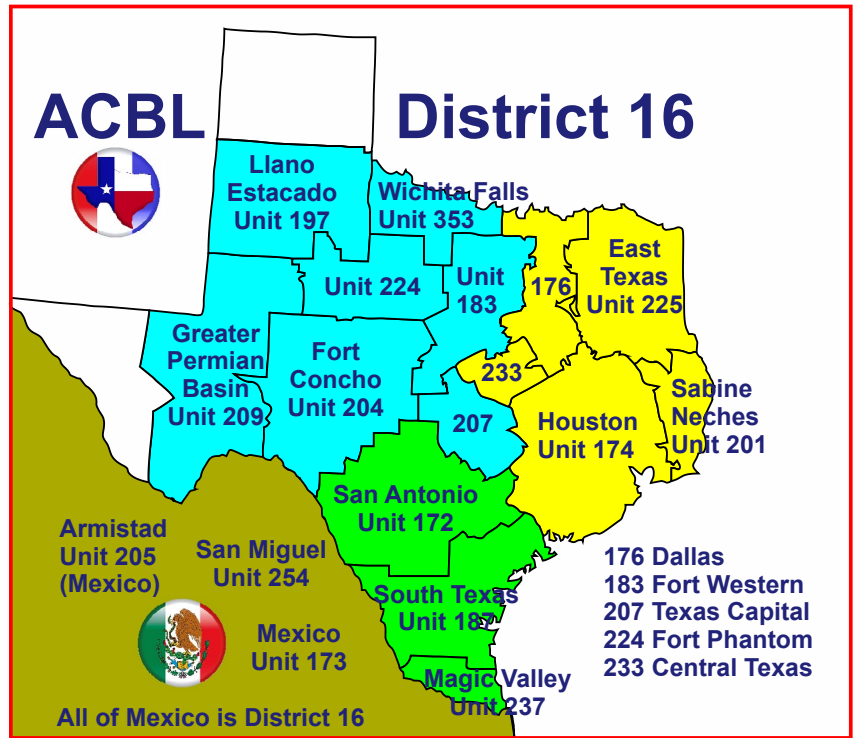 ACBL District 16
Llano
Estacado
Unit 197
Wichita Falls
Unit 353
Unit 224
Unit
183
176
East
Texas
Unit 225
Greater
Permian
Basin
Unit 209
Fort
Concho
Unit 204
233
207
Houston
Unit 174
Sabine
Neches
Unit 201
San Antonio
Unit 172
Armistad
Unit 205
(Mexico)
San Miguel
Unit 254
South Texas
Unit 187
Mexico
Unit 173
Magic Valley
Unit 237
176 Dallas
183 Fort Western
207 Texas Capital
224 Fort Phantom
233 Central Texas
All of Mexico is District 16